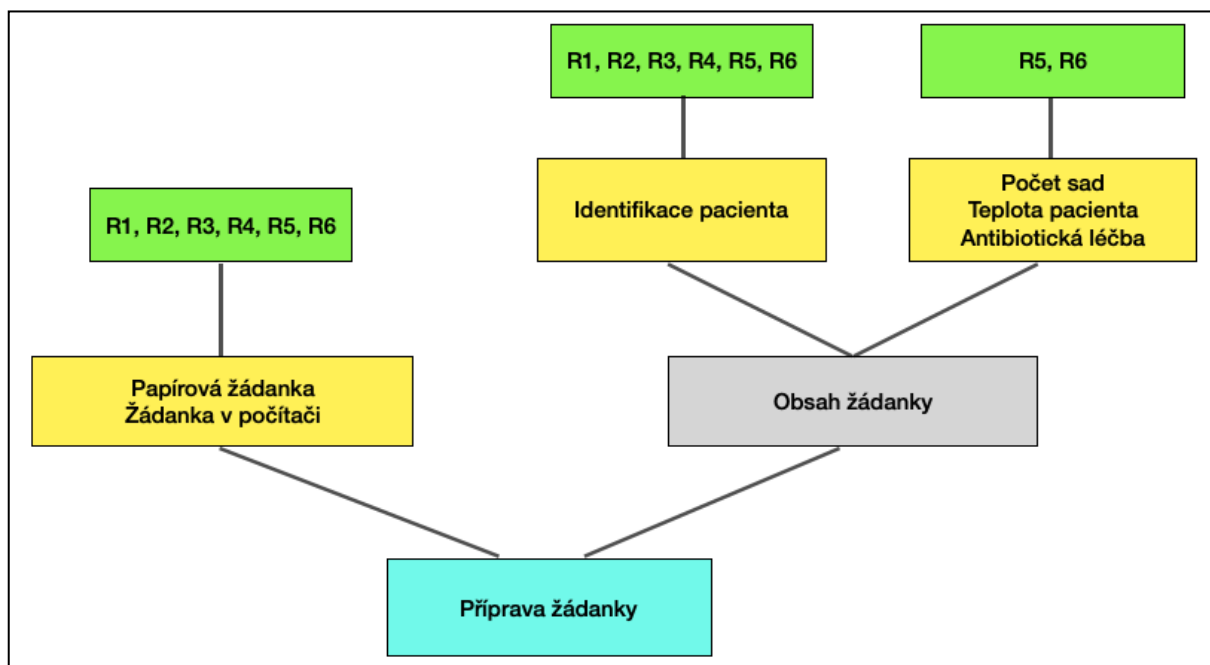 R1, R2, R3, R4, R5, R6
R5, R6
Identifikace pacienta
Počet sad
Teplota pacienta
Antibiotická léčba
R1, R2, R3, R4, R5, R6
Papírová žádanka
Žádanka v počítači
Obsah žádanky
Příprava žádanky